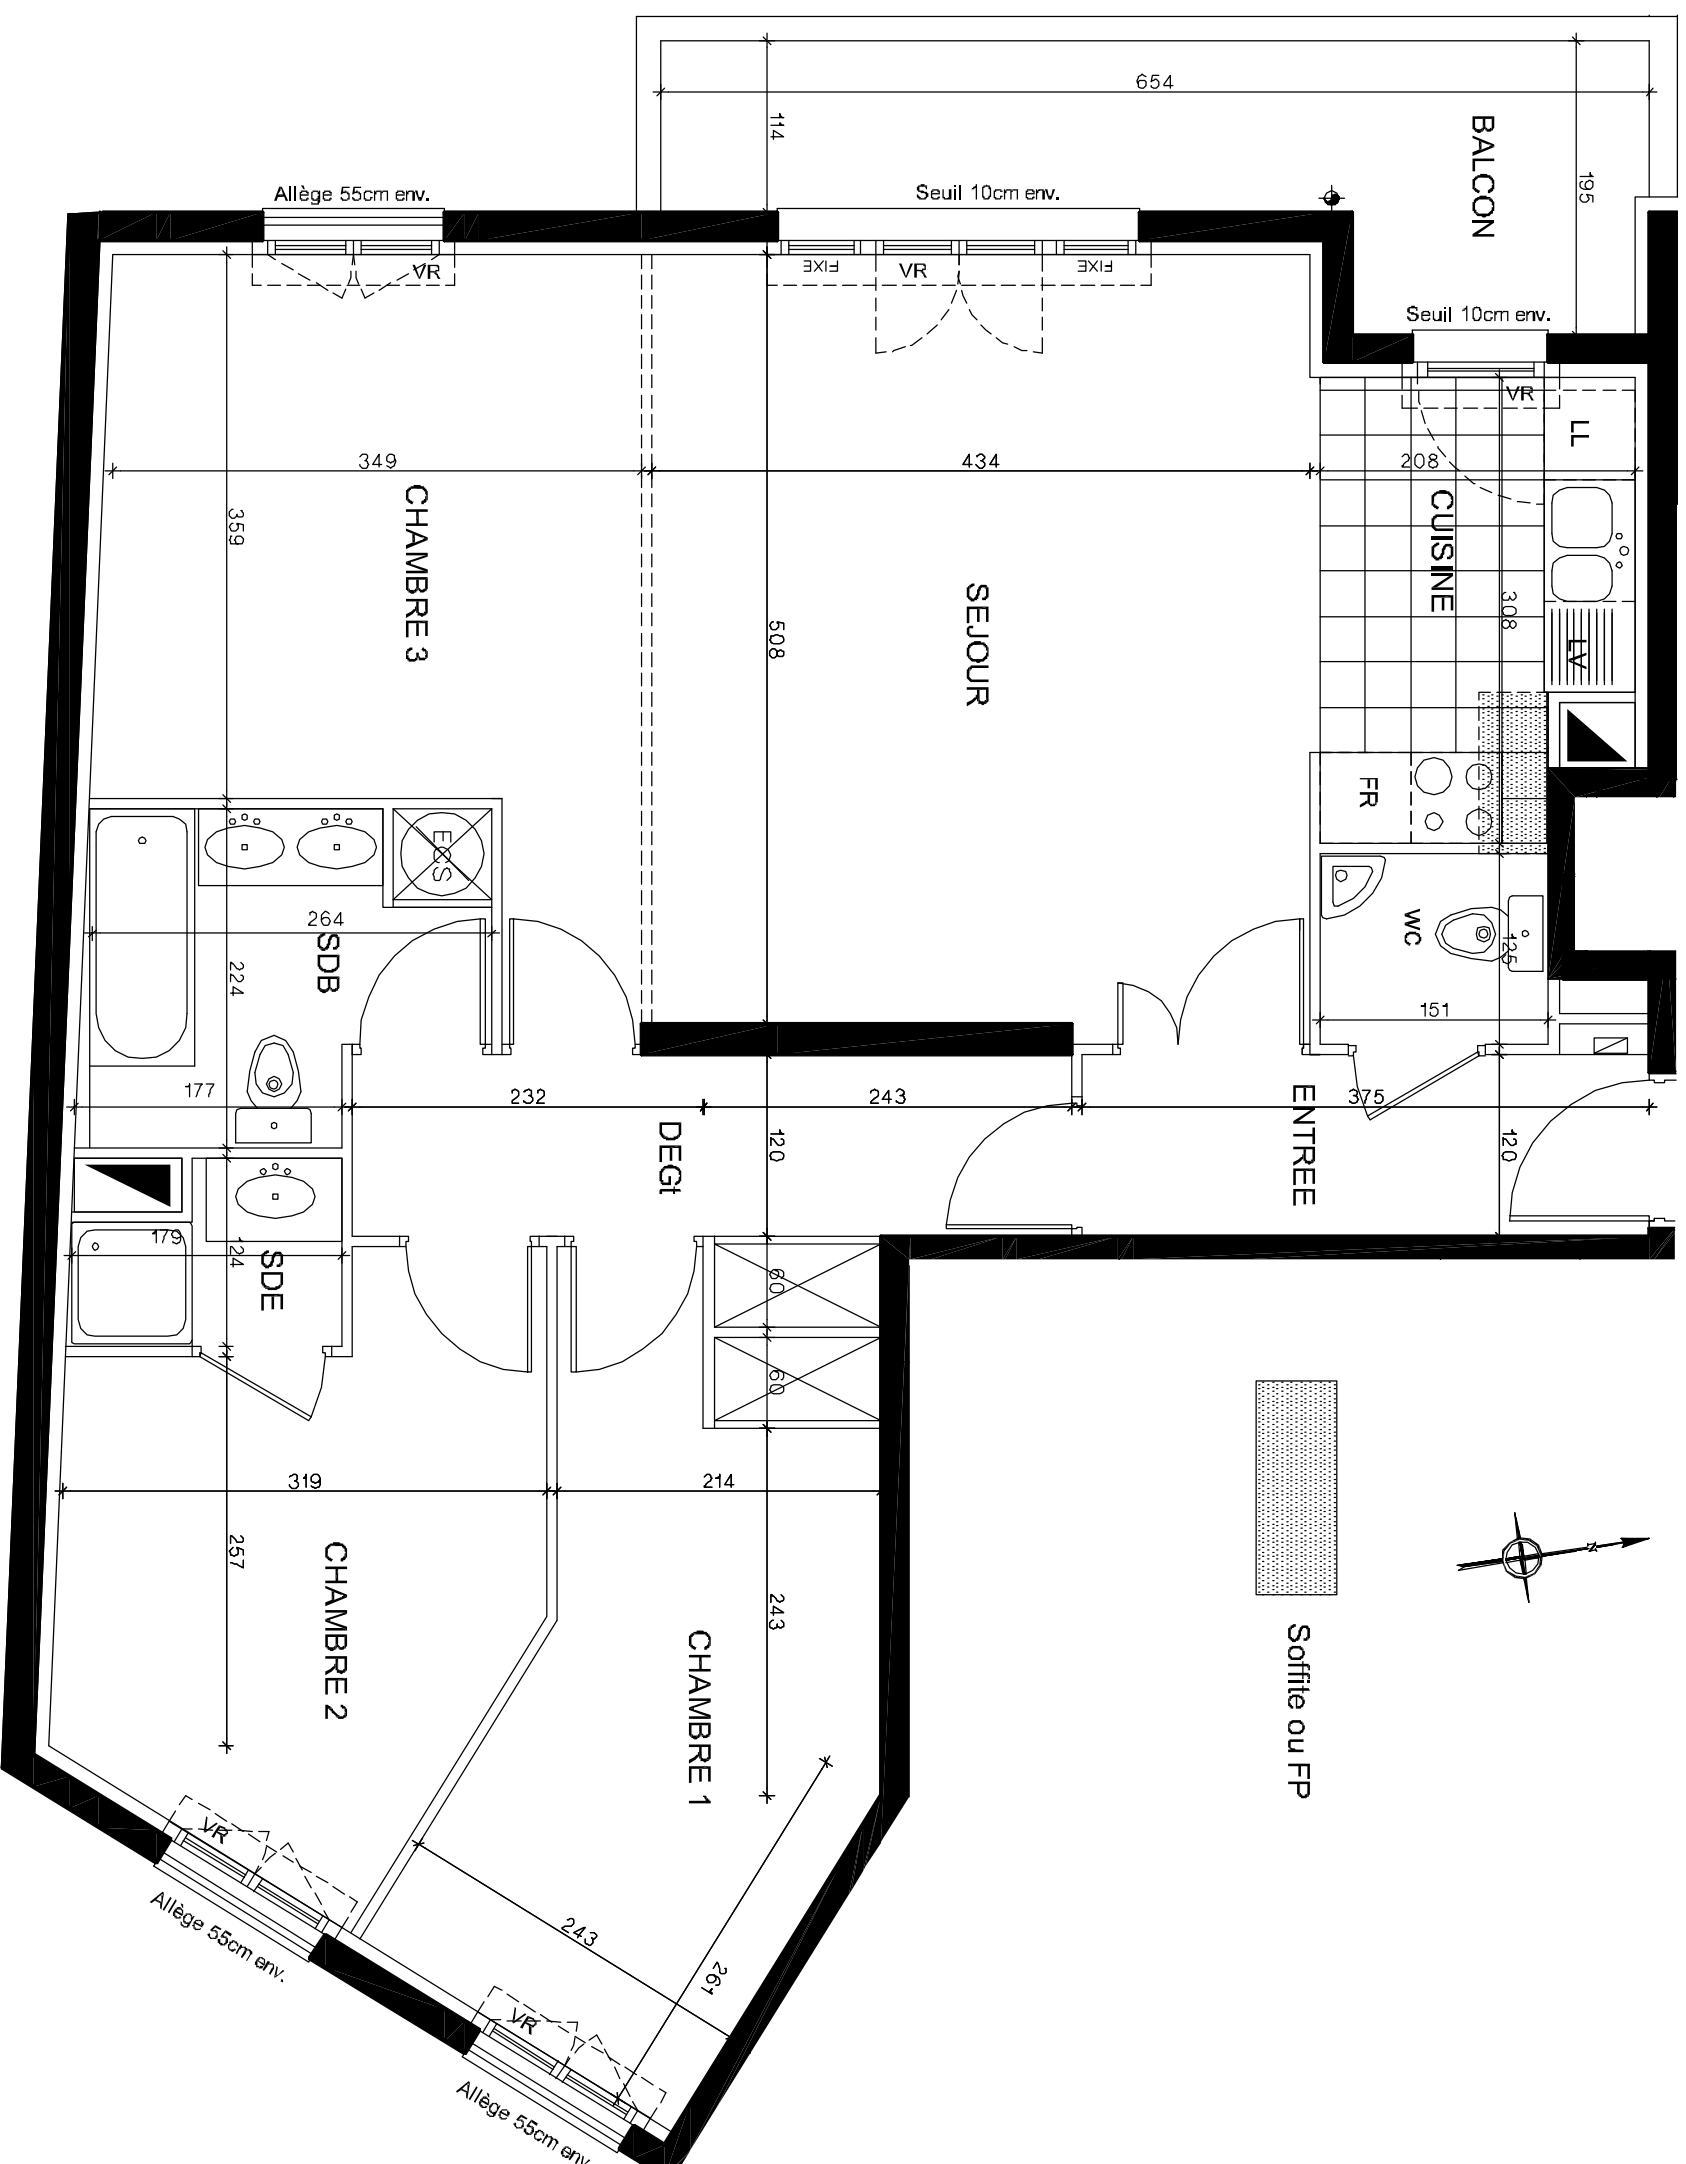 654
114
BALCON
195
Allège 55cm env.
Seuil 10cm env.
VR
FIXE
VR
FIXE
Seuil 10cm env.
VR
LL
349
434
208
CHAMBRE 3
359
SEJOUR
508
CUISINE
308
LV
FR
ECS
264
SDB
224
WC
125
151
177
232
243
375
DEGt
120
ENTREE
120
179
124
SDE
60
60
319
214
257
CHAMBRE 2
243
CHAMBRE 1
N
Soffite ou FP
VR
Allège 55cm env.
243
261
VR
Allège 55cm env.